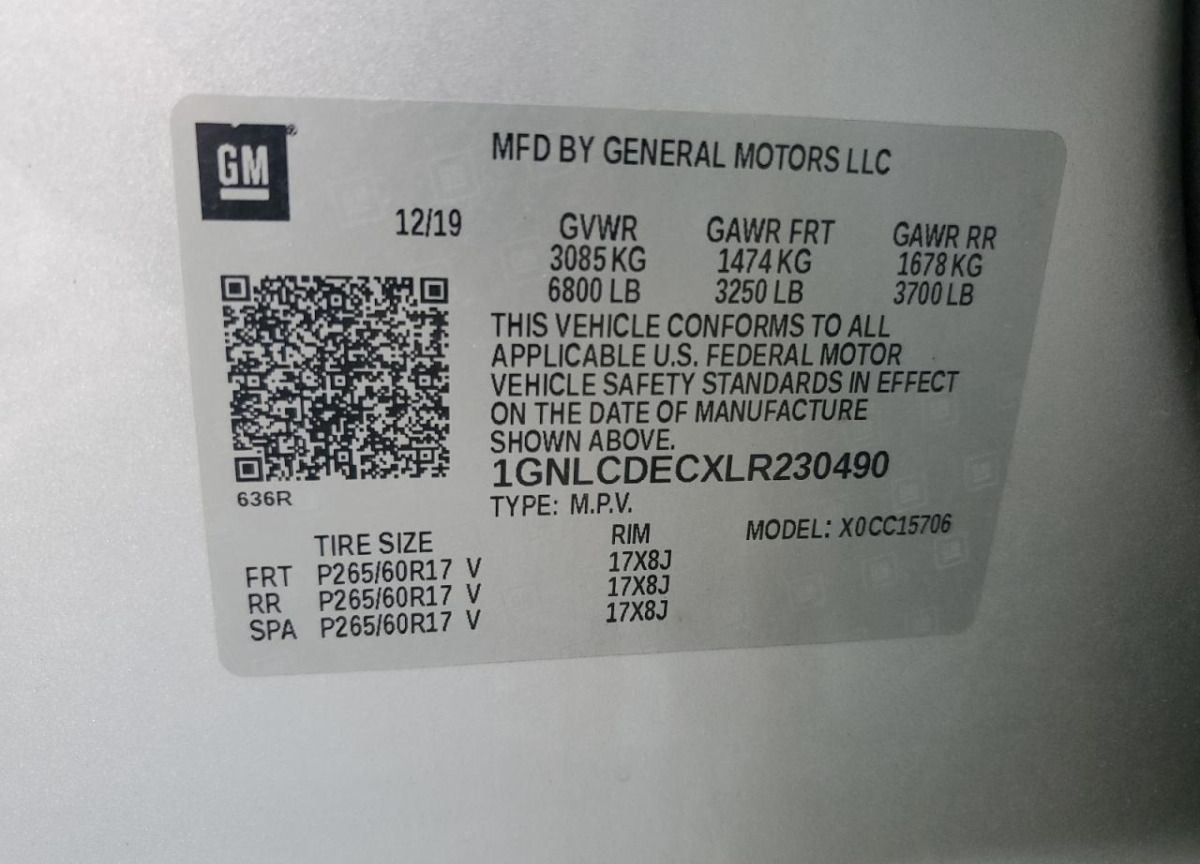 GM
MFD BY GENERAL MOTORS LLC
12/19 GVWR GAWR FRT GAWR RR
3085 KG 1474 KG 1678 KG
6800 LB 3250 LB 3700 LB
THIS VEHICLE CONFORMS TO ALL
APPLICABLE U.S. FEDERAL MOTOR
VEHICLE SAFETY STANDARDS IN EFFECT
ON THE DATE OF MANUFACTURE
SHOWN ABOVE.
1GNLCDECXLR230490
636R
TYPE: M.P.V.
MODEL: X0CC15706
TIRE SIZE RIM
FRT P265/60R17 V 17X8J
RR P265/60R17 V 17X8J
SPA P265/60R17 V 17X8J